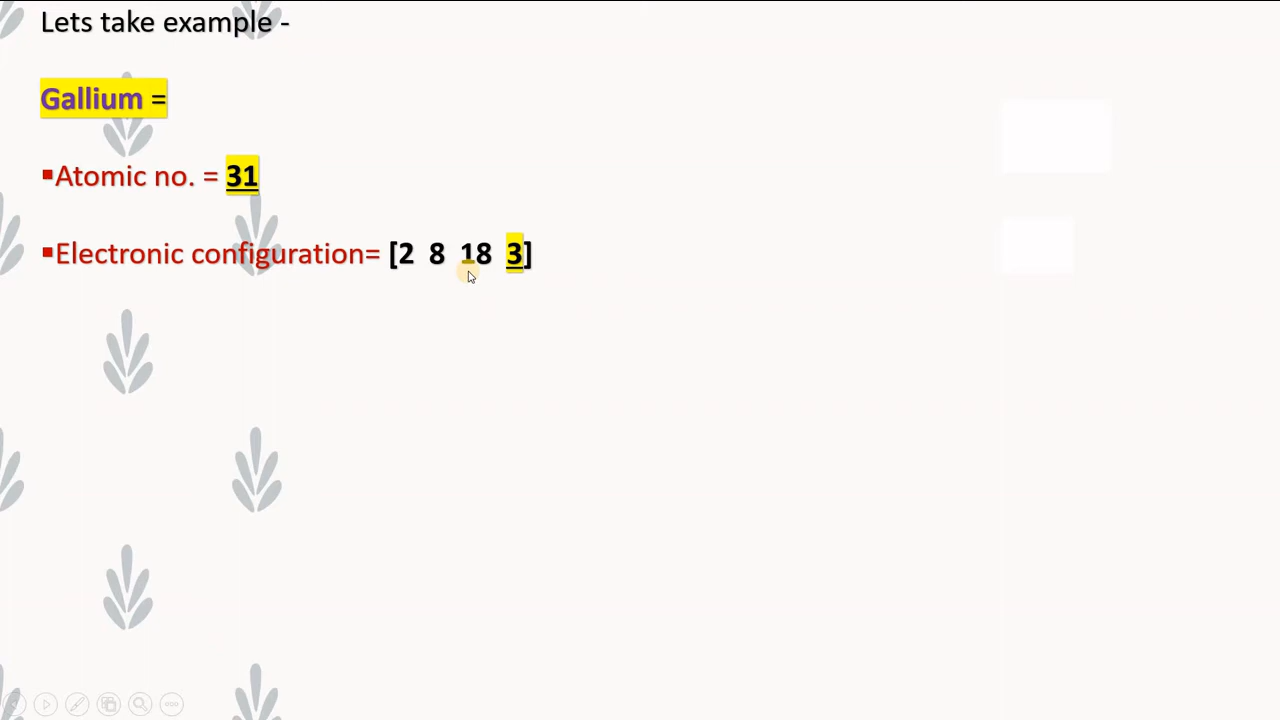 Lets take example -
Gallium =
▪Atomic no. = 31
▪Electronic configuration= [2 8 18 3]